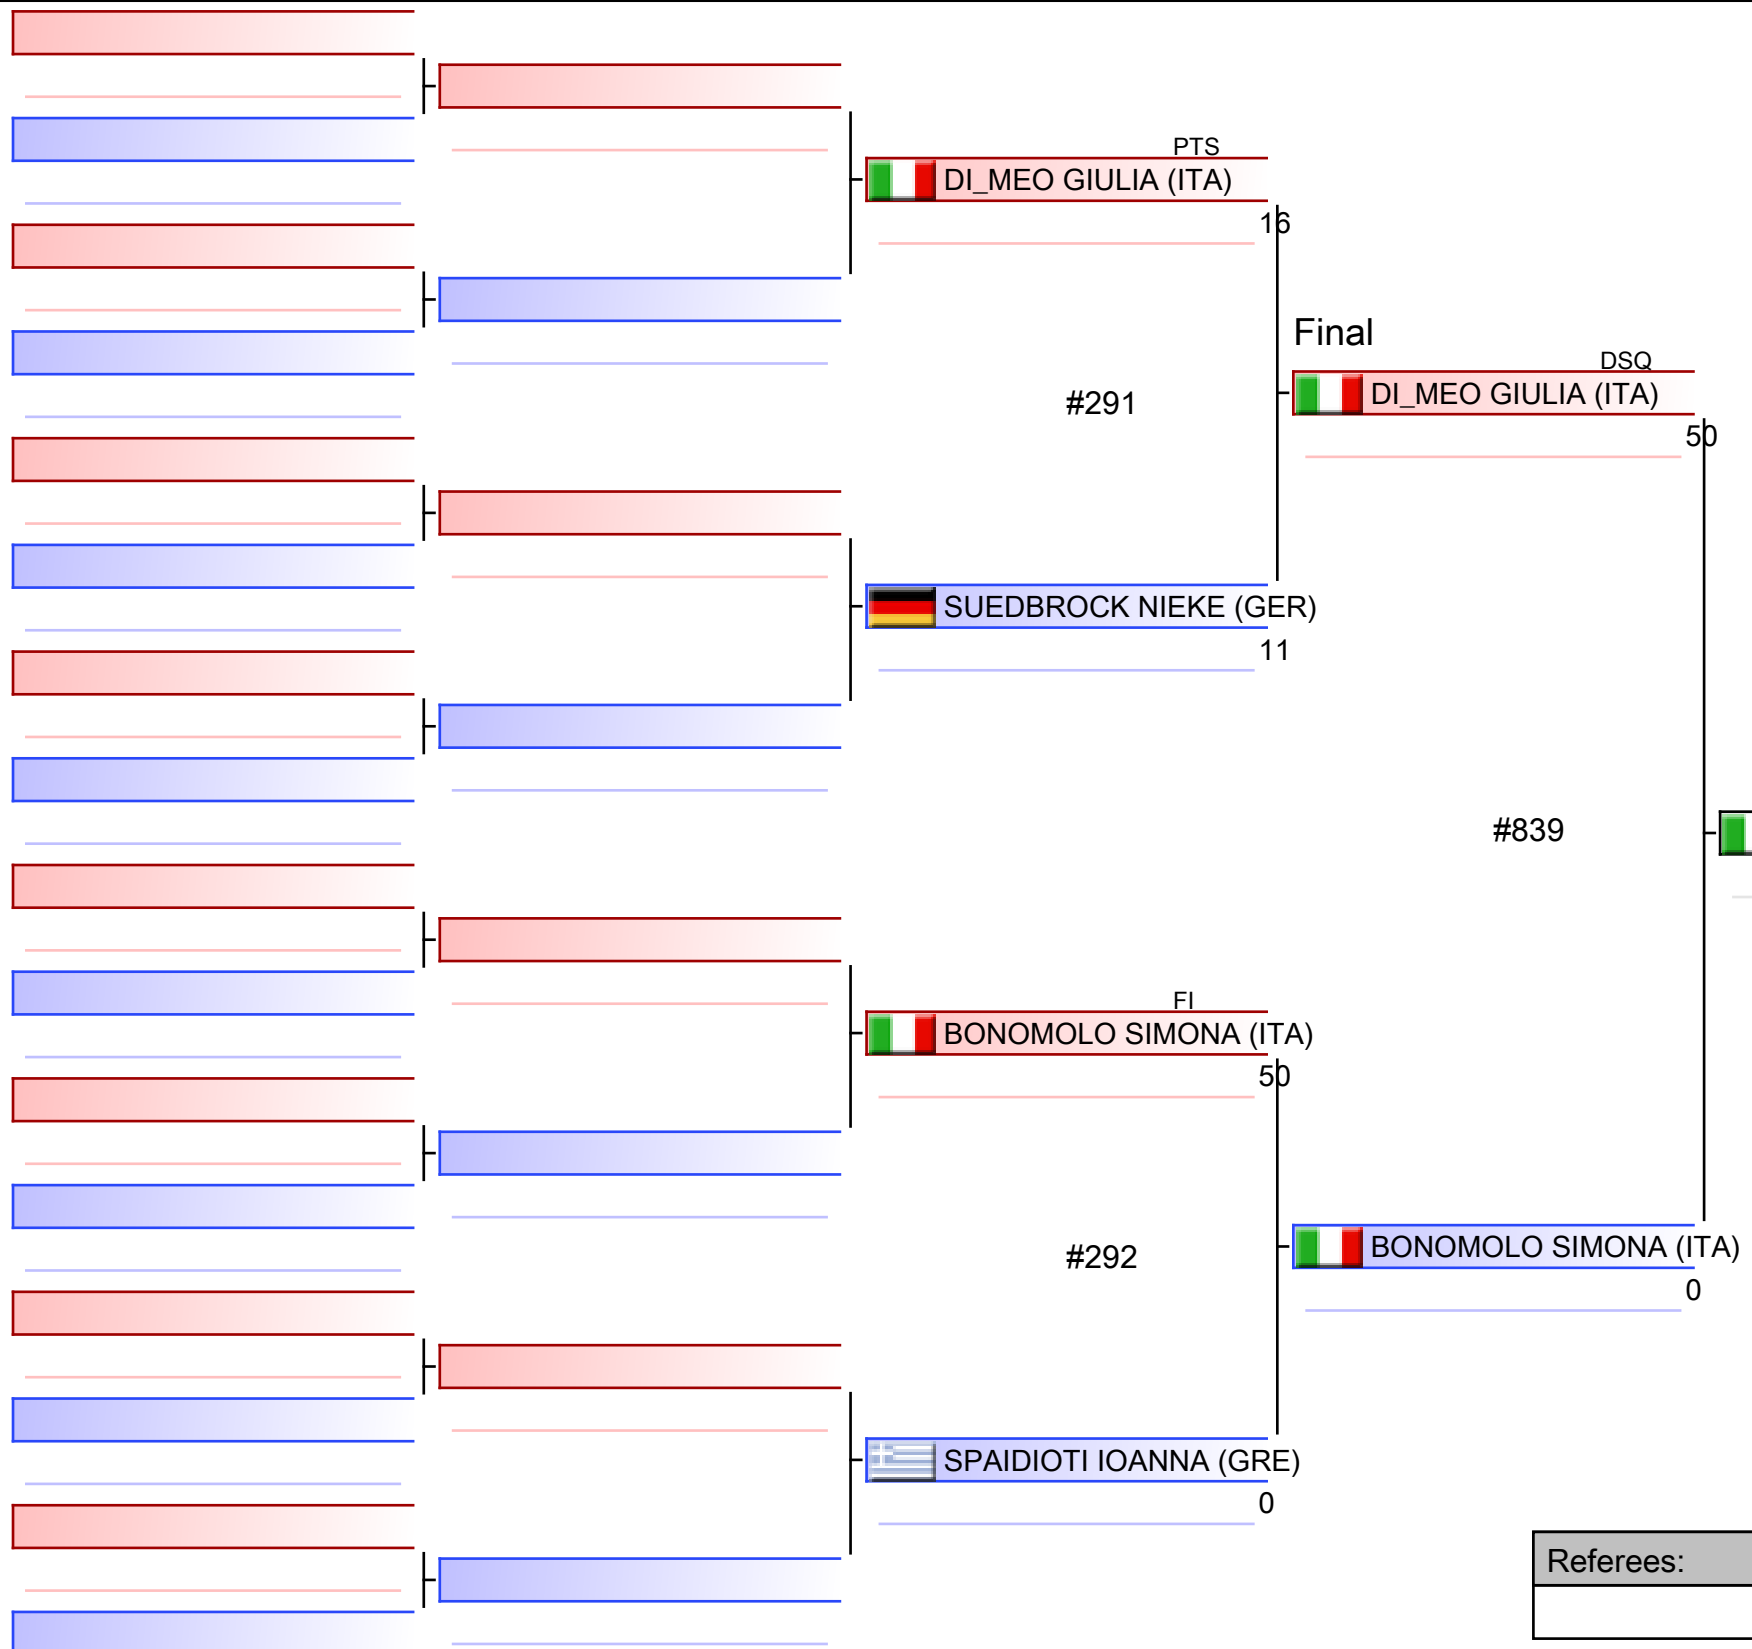 PTS
DI_MEO GIULIA (ITA)
16
Final
DSQ
#291
DI_MEO GIULIA (ITA)
50
SUEDBROCK NIEKE (GER)
11
#839
FI
BONOMOLO SIMONA (ITA)
50
#292
BONOMOLO SIMONA (ITA)
0
SPAIDIOTI IOANNA (GRE)
0
Referees: